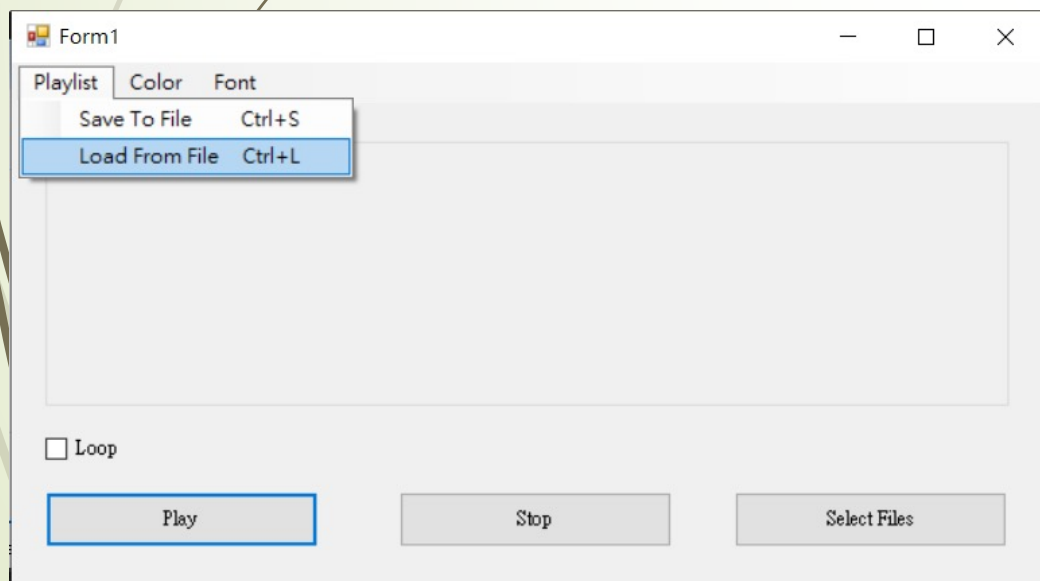 Form1
Playlist Color Font
Save To File Ctrl+S
Load From File Ctrl+L
Loop
Play Stop Select Files